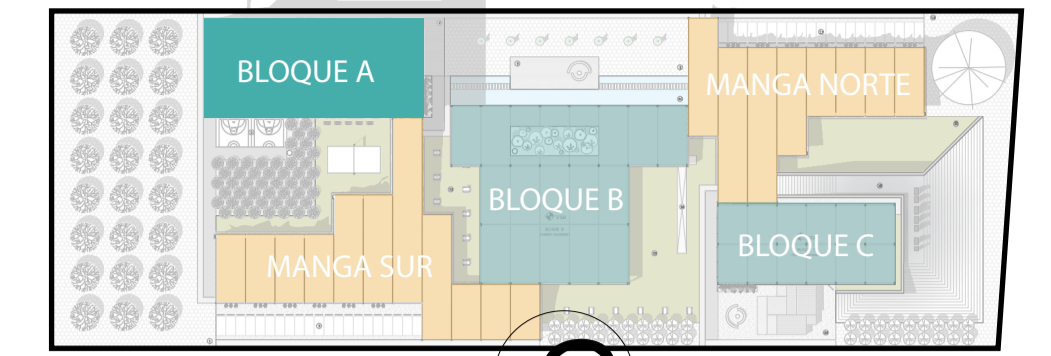 BLOQUE A
MANGA NORTE
BLOQUE B
BLOQUE C
MANGA SUR